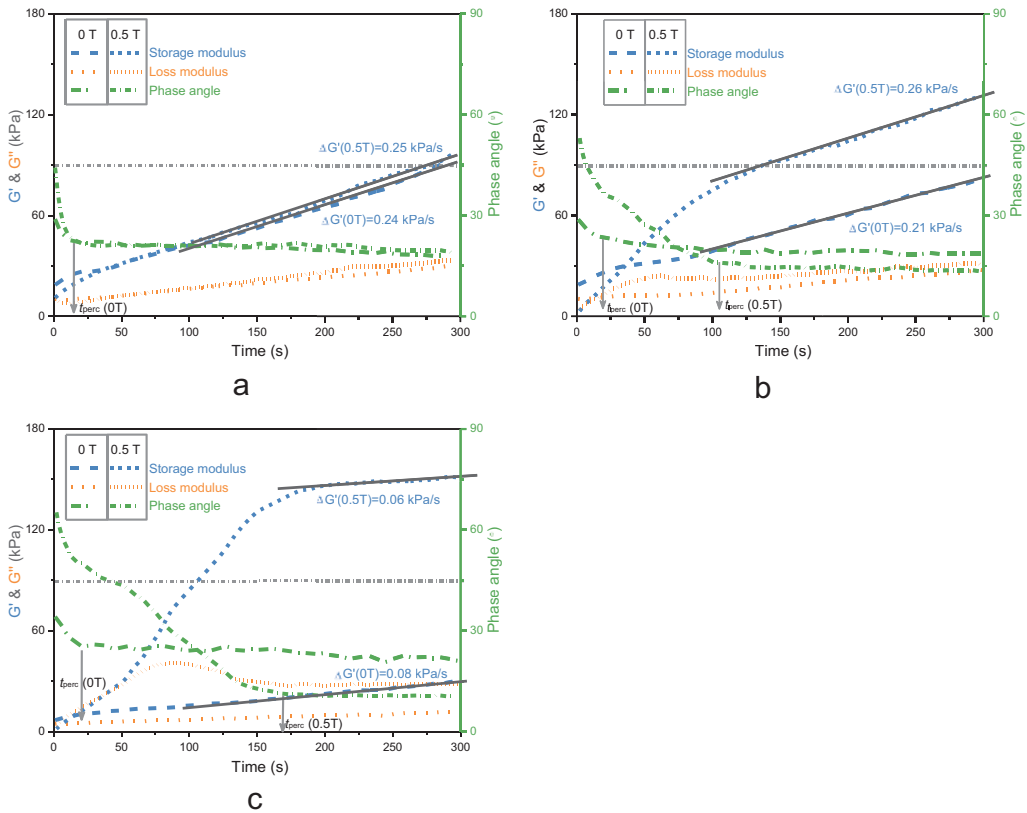 180
150
120
90
60
30
0
G' & G" (kPa)
0 T 0.5 T
Storage modulus
Loss modulus
Phase angle
ΔG'(0.5T)=0.25 kPa/s
ΔG'(0T)=0.24 kPa/s
tperc (0T)
90
60
30
0
Phase angle (°)
0 50 100 150 200 250 300
Time (s)
a
180
150
120
90
60
30
0
G' & G" (kPa)
0 T 0.5 T
Storage modulus
Loss modulus
Phase angle
ΔG'(0.5T)=0.26 kPa/s
ΔG'(0T)=0.21 kPa/s
tperc (0T)
tperc (0.5T)
90
60
30
0
Phase angle (°)
0 50 100 150 200 250 300
Time (s)
b
180
120
60
0
G' & G" (kPa)
0 T 0.5 T
Storage modulus
Loss modulus
Phase angle
ΔG'(0.5T)=0.06 kPa/s
ΔG'(0T)=0.08 kPa/s
tperc (0T)
tperc (0.5T)
90
60
30
0
Phase angle (°)
0 50 100 150 200 250 300
Time (s)
c